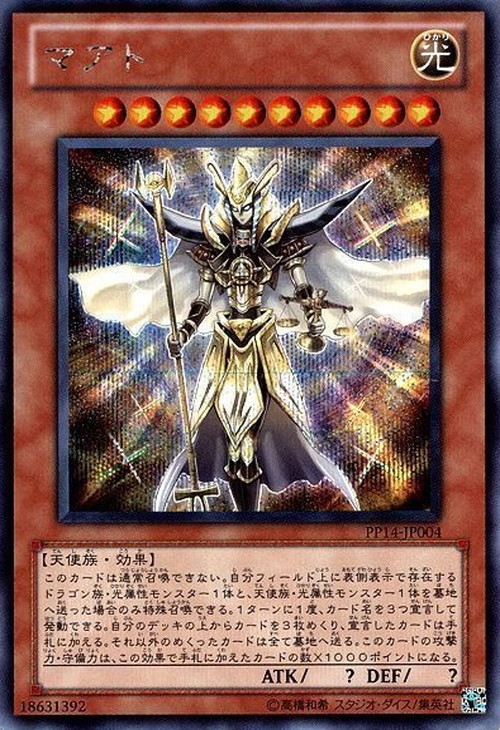 マアト
光
PP14-JP004
【天使族・効果】
このカードは通常召喚できない。自分フィールド上に表側表示で存在する
ドラゴン族・光属性モンスター1体と、天使族・光属性モンスター1体を墓地
へ送った場合のみ特殊召喚できる。1ターンに1度、カード名を3つ宣言して
発動できる。自分のデッキの上からカードを3枚めくり、宣言したカードは手
札に加える。それ以外のめくったカードは全て墓地へ送る。このカードの攻撃
力・守備力は、この効果で手札に加えたカードの数×1000ポイントになる。
ATK/ ? DEF/ ?
18631392 ©高橋和希 スタジオ・ダイス/集英社